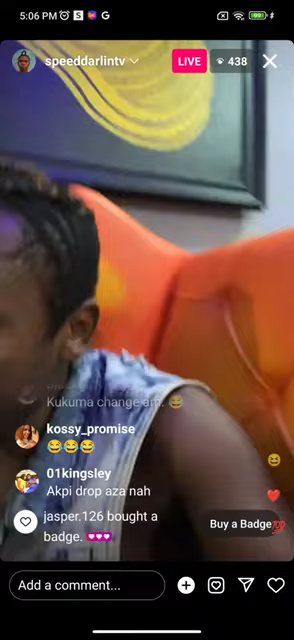 5:06 PM
S
G
99
speeddarlintv
LIVE
438
Kukuma change am. 😂
kossy_promise
😂😂😂
01kingsley
Akpi drop aza nah
jasper.126 bought a
badge.
Buy a Badge
Add a comment...